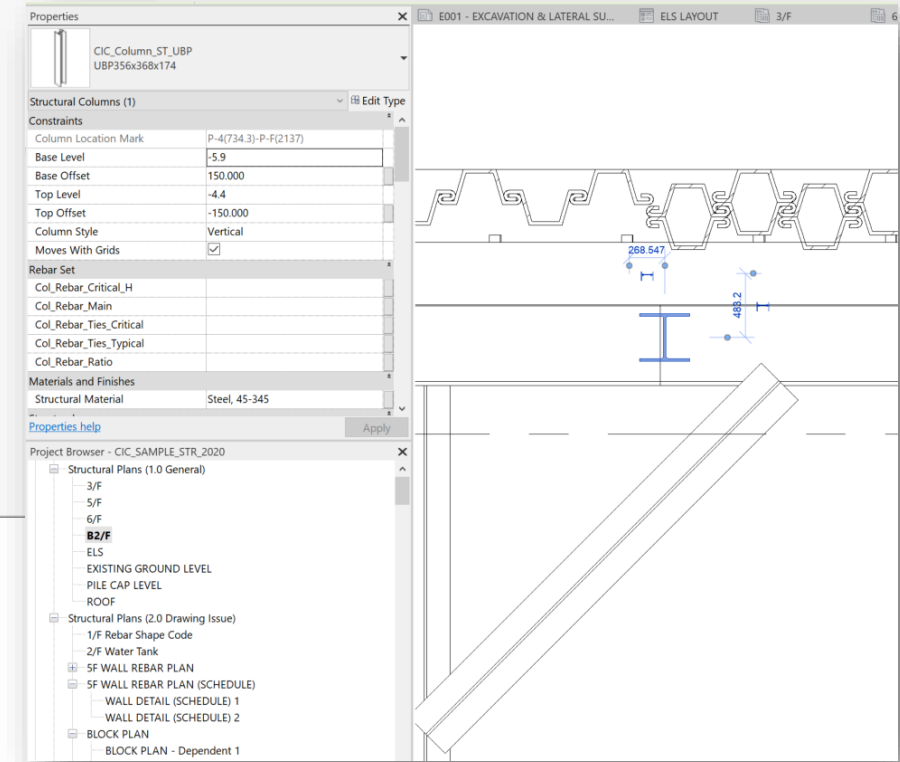 Properties
CIC_Column_ST_UBP
UBP356x368x174
Structural Columns (1)
Edit Type
Constraints
Column Location Mark P-4(734.3)-P-F(2137)
Base Level -5.9
Base Offset 150.000
Top Level -4.4
Top Offset -150.000
Column Style Vertical
Moves With Grids
Rebar Set
Col_Rebar_Critical_H
Col_Rebar_Main
Col_Rebar_Ties_Critical
Col_Rebar_Ties_Typical
Col_Rebar_Ratio
Materials and Finishes
Structural Material Steel, 45-345
Properties help
Apply
Project Browser - CIC_SAMPLE_STR_2020
Structural Plans (1.0 General)
3/F
5/F
6/F
B2/F
ELS
EXISTING GROUND LEVEL
PILE CAP LEVEL
ROOF
Structural Plans (2.0 Drawing Issue)
1/F Rebar Shape Code
2/F Water Tank
5F WALL REBAR PLAN
5F WALL REBAR PLAN (SCHEDULE)
WALL DETAIL (SCHEDULE) 1
WALL DETAIL (SCHEDULE) 2
BLOCK PLAN
BLOCK PLAN - Dependent 1
E001 - EXCAVATION & LATERAL SU...
ELS LAYOUT
3/F
6
268.547
483.2